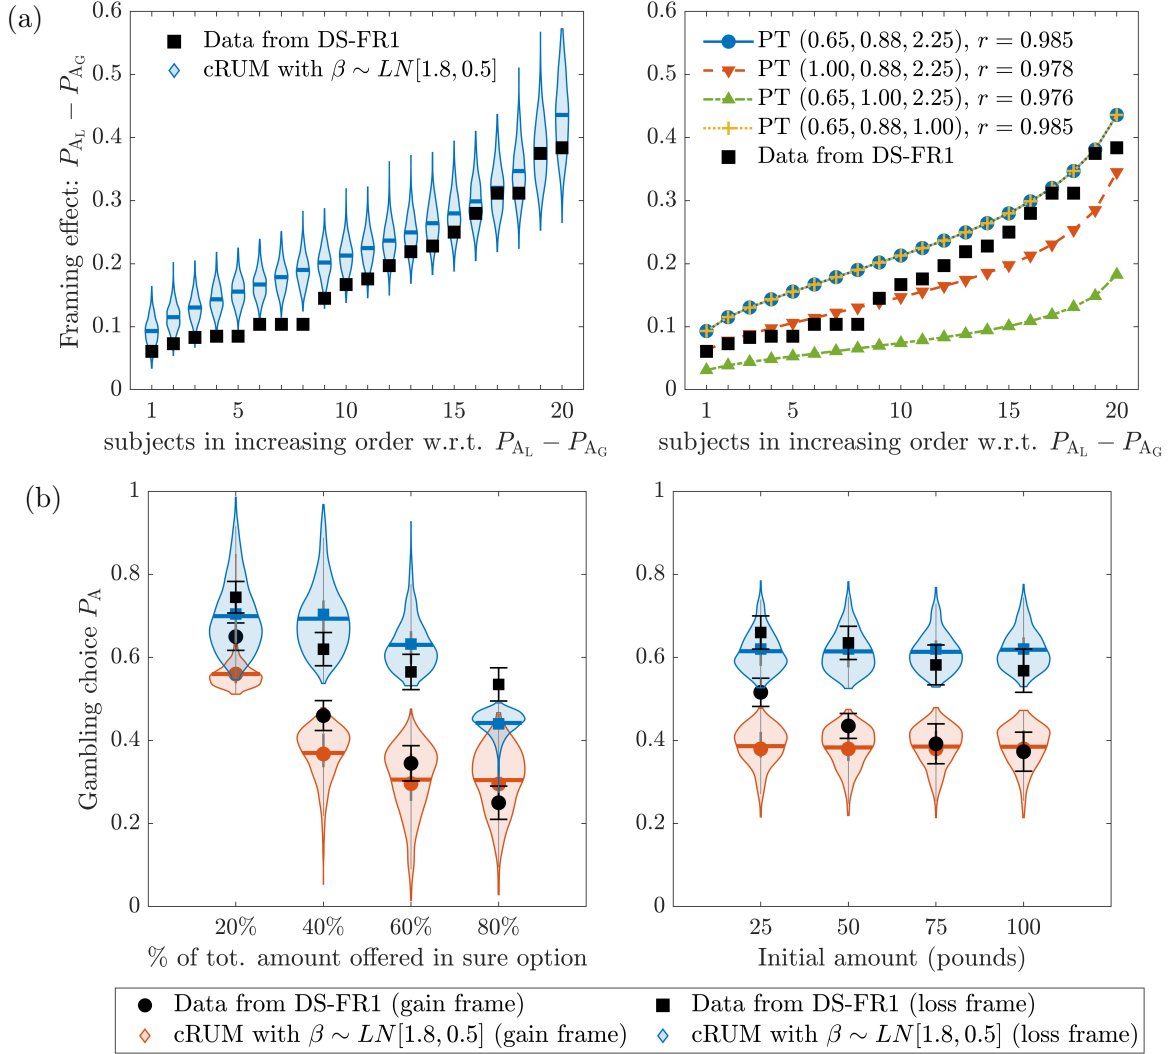 (a)
Framing effect: P_{A_L} − P_{A_G}
0.6
0.5
0.4
0.3
0.2
0.1
0
Data from DS-FR1
cRUM with β ∼ LN[1.8, 0.5]
1
5
10
15
20
subjects in increasing order w.r.t. P_{A_L} − P_{A_G}
0.6
0.5
0.4
0.3
0.2
0.1
0
PT (0.65, 0.88, 2.25), r = 0.985
PT (1.00, 0.88, 2.25), r = 0.978
PT (0.65, 1.00, 2.25), r = 0.976
PT (0.65, 0.88, 1.00), r = 0.985
Data from DS-FR1
1
5
10
15
20
subjects in increasing order w.r.t. P_{A_L} − P_{A_G}
(b)
Gambling choice P_A
1
0.8
0.6
0.4
0.2
0
20%
40%
60%
80%
% of tot. amount offered in sure option
1
0.8
0.6
0.4
0.2
0
25
50
75
100
Initial amount (pounds)
Data from DS-FR1 (gain frame)
Data from DS-FR1 (loss frame)
cRUM with β ∼ LN[1.8, 0.5] (gain frame)
cRUM with β ∼ LN[1.8, 0.5] (loss frame)